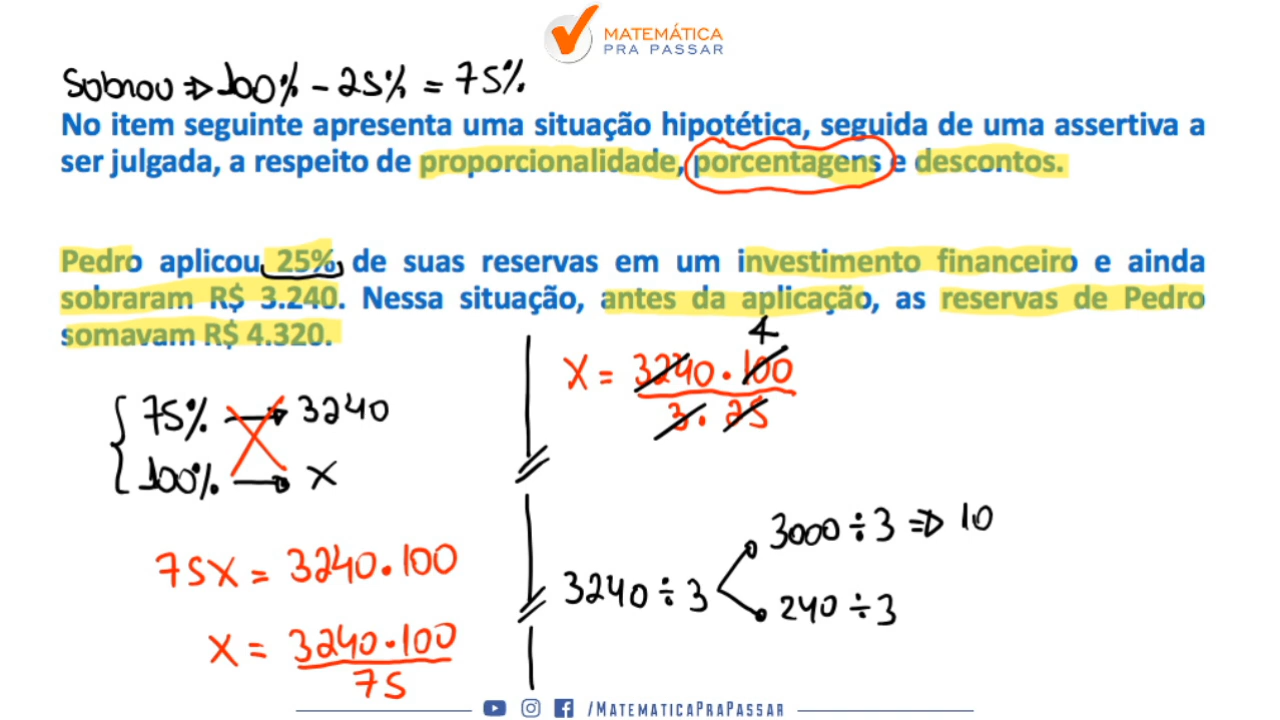 MATEMÁTICA
PRA PASSAR
Sobrou ⇒ 100% - 25% = 75%
No item seguinte apresenta uma situação hipotética, seguida de uma assertiva a
ser julgada, a respeito de proporcionalidade, porcentagens e descontos.
Pedro aplicou 25% de suas reservas em um investimento financeiro e ainda
sobraram R$ 3.240. Nessa situação, antes da aplicação, as reservas de Pedro
somavam R$ 4.320.
75% → 3240
100% → X
75X = 3240.100
X = 3240.100
75
4
X = 3240 . 100
3 . 25
3240 ÷ 3
3000 ÷ 3 ⇒ 10
240 ÷ 3
/MATEMATICAPRAPASSAR